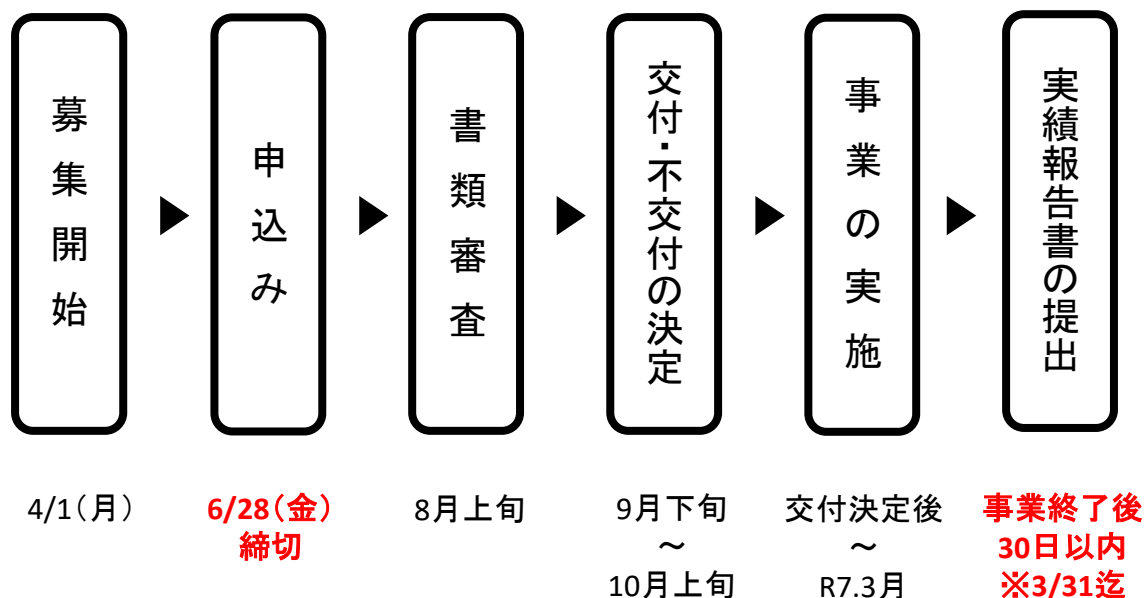 募集開始
申込み
書類審査
交付・不交付の決定
事業の実施
実績報告書の提出
4/1(月)
6/28(金)
締切
8月上旬
9月下旬
～
10月上旬
交付決定後
～
R7.3月
事業終了後
30日以内
※3/31迄